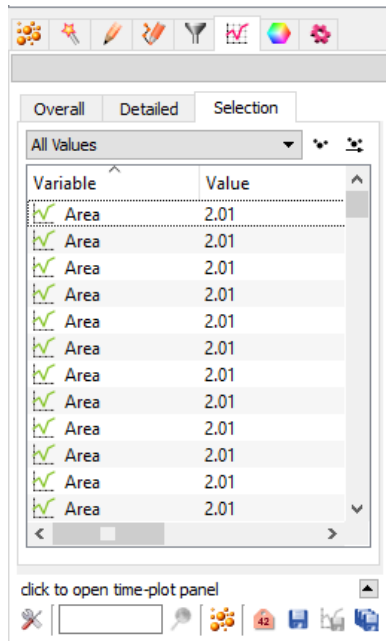 Overall Detailed Selection
All Values
Variable Value
Area 2.01
Area 2.01
Area 2.01
Area 2.01
Area 2.01
Area 2.01
Area 2.01
Area 2.01
Area 2.01
Area 2.01
Area 2.01
Area 2.01
click to open time-plot panel
42